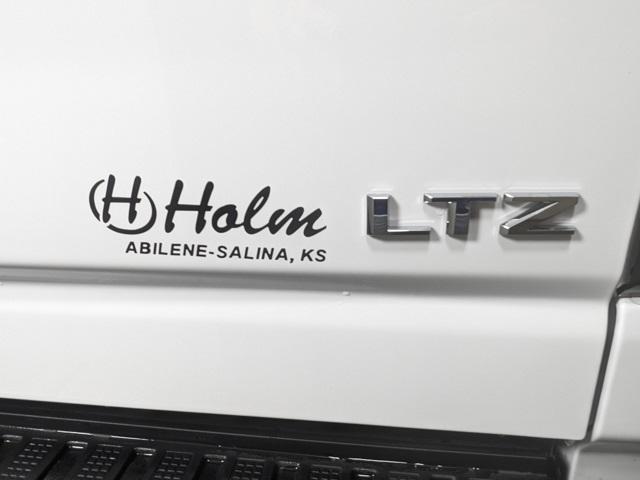 H Holm LTZ
ABILENE-SALINA, KS